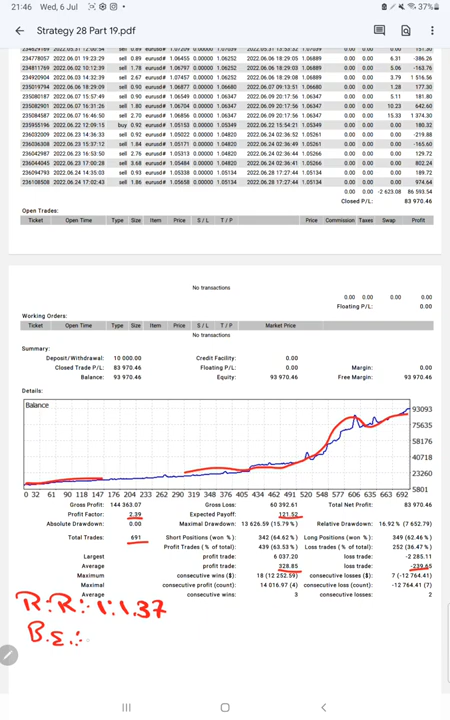 21:46 Wed, 6 Jul 37%
Strategy 28 Part 19.pdf
234778057 2022.06.01 19:23:29 sell 0.89 eurusd# 1.06455 0.00000 1.06252 2022.06.06 18:29:05 1.06889 0.00 0.00 6.31 -386.26
234811769 2022.06.02 10:12:39 sell 1.78 eurusd# 1.06797 0.00000 1.06252 2022.06.06 18:29:03 1.06889 0.00 0.00 5.06 -163.76
234920904 2022.06.03 14:32:39 sell 2.67 eurusd# 1.07457 0.00000 1.06252 2022.06.06 18:29:08 1.06889 0.00 0.00 3.79 1 516.56
235019794 2022.06.06 18:29:09 sell 0.90 eurusd# 1.06877 0.00000 1.06680 2022.06.07 09:13:51 1.06680 0.00 0.00 1.28 177.30
235080187 2022.06.07 15:57:49 sell 0.90 eurusd# 1.06549 0.00000 1.06347 2022.06.09 20:17:56 1.06347 0.00 0.00 5.11 181.80
235082901 2022.06.07 16:31:26 sell 1.80 eurusd# 1.06704 0.00000 1.06347 2022.06.09 20:17:56 1.06347 0.00 0.00 10.23 642.60
235084587 2022.06.07 16:46:50 sell 2.70 eurusd# 1.06856 0.00000 1.06347 2022.06.09 20:17:56 1.06347 0.00 0.00 15.33 1 374.30
235955196 2022.06.22 12:09:15 buy 0.92 eurusd# 1.05153 0.00000 1.05349 2022.06.22 15:54:21 1.05349 0.00 0.00 0.00 180.32
236032009 2022.06.23 14:36:33 sell 0.92 eurusd# 1.05022 0.00000 1.04820 2022.06.24 02:36:52 1.05261 0.00 0.00 0.00 -219.88
236036308 2022.06.23 15:37:12 sell 1.84 eurusd# 1.05171 0.00000 1.04820 2022.06.24 02:36:49 1.05261 0.00 0.00 0.00 -165.60
236042987 2022.06.23 16:53:50 sell 2.76 eurusd# 1.05313 0.00000 1.04820 2022.06.24 02:36:44 1.05266 0.00 0.00 0.00 129.72
236044045 2022.06.23 17:00:28 sell 3.68 eurusd# 1.05484 0.00000 1.04820 2022.06.24 02:36:41 1.05266 0.00 0.00 0.00 802.24
236094793 2022.06.24 14:35:03 sell 0.93 eurusd# 1.05338 0.00000 1.05134 2022.06.28 17:27:44 1.05134 0.00 0.00 0.00 189.72
236108508 2022.06.24 17:02:43 sell 1.86 eurusd# 1.05658 0.00000 1.05134 2022.06.28 17:27:44 1.05134 0.00 0.00 0.00 974.64
0.00 0.00 -2 623.08 86 593.54
Closed P/L: 83 970.46
Open Trades:
Ticket Open Time Type Size Item Price S / L T / P Price Commission Taxes Swap Profit
No transactions
0.00 0.00 0.00 0.00
Floating P/L: 0.00
Working Orders:
Ticket Open Time Type Size Item Price S / L T / P Market Price
No transactions
Summary:
Deposit/Withdrawal: 10 000.00 Credit Facility: 0.00
Closed Trade P/L: 83 970.46 Floating P/L: 0.00 Margin: 0.00
Balance: 93 970.46 Equity: 93 970.46 Free Margin: 93 970.46
Details:
Balance
93093
75635
58176
40718
23260
5801
0 32 61 90 118 147 176 204 233 262 290 319 348 376 405 434 462 491 520 548 577 606 635 663 692
Gross Profit: 144 363.07 Gross Loss: 60 392.61 Total Net Profit: 83 970.46
Profit Factor: 2.39 Expected Payoff: 121.52
Absolute Drawdown: 0.00 Maximal Drawdown: 13 626.59 (15.79 %) Relative Drawdown: 16.92 % (7 652.79)
Total Trades: 691 Short Positions (won %): 342 (64.62 %) Long Positions (won %): 349 (62.46 %)
Profit Trades (% of total): 439 (63.53 %) Loss trades (% of total): 252 (36.47 %)
Largest profit trade: 6 037.20 loss trade: -2 285.11
Average profit trade: 328.85 loss trade: -239.65
Maximum consecutive wins ($): 18 (12 252.59) consecutive losses ($): 7 (-12 764.41)
Maximal consecutive profit (count): 14 016.97 (4) consecutive loss (count): -12 764.41 (7)
Average consecutive wins: 3 consecutive losses: 2
R:R:- 1:1.37
B.E:-